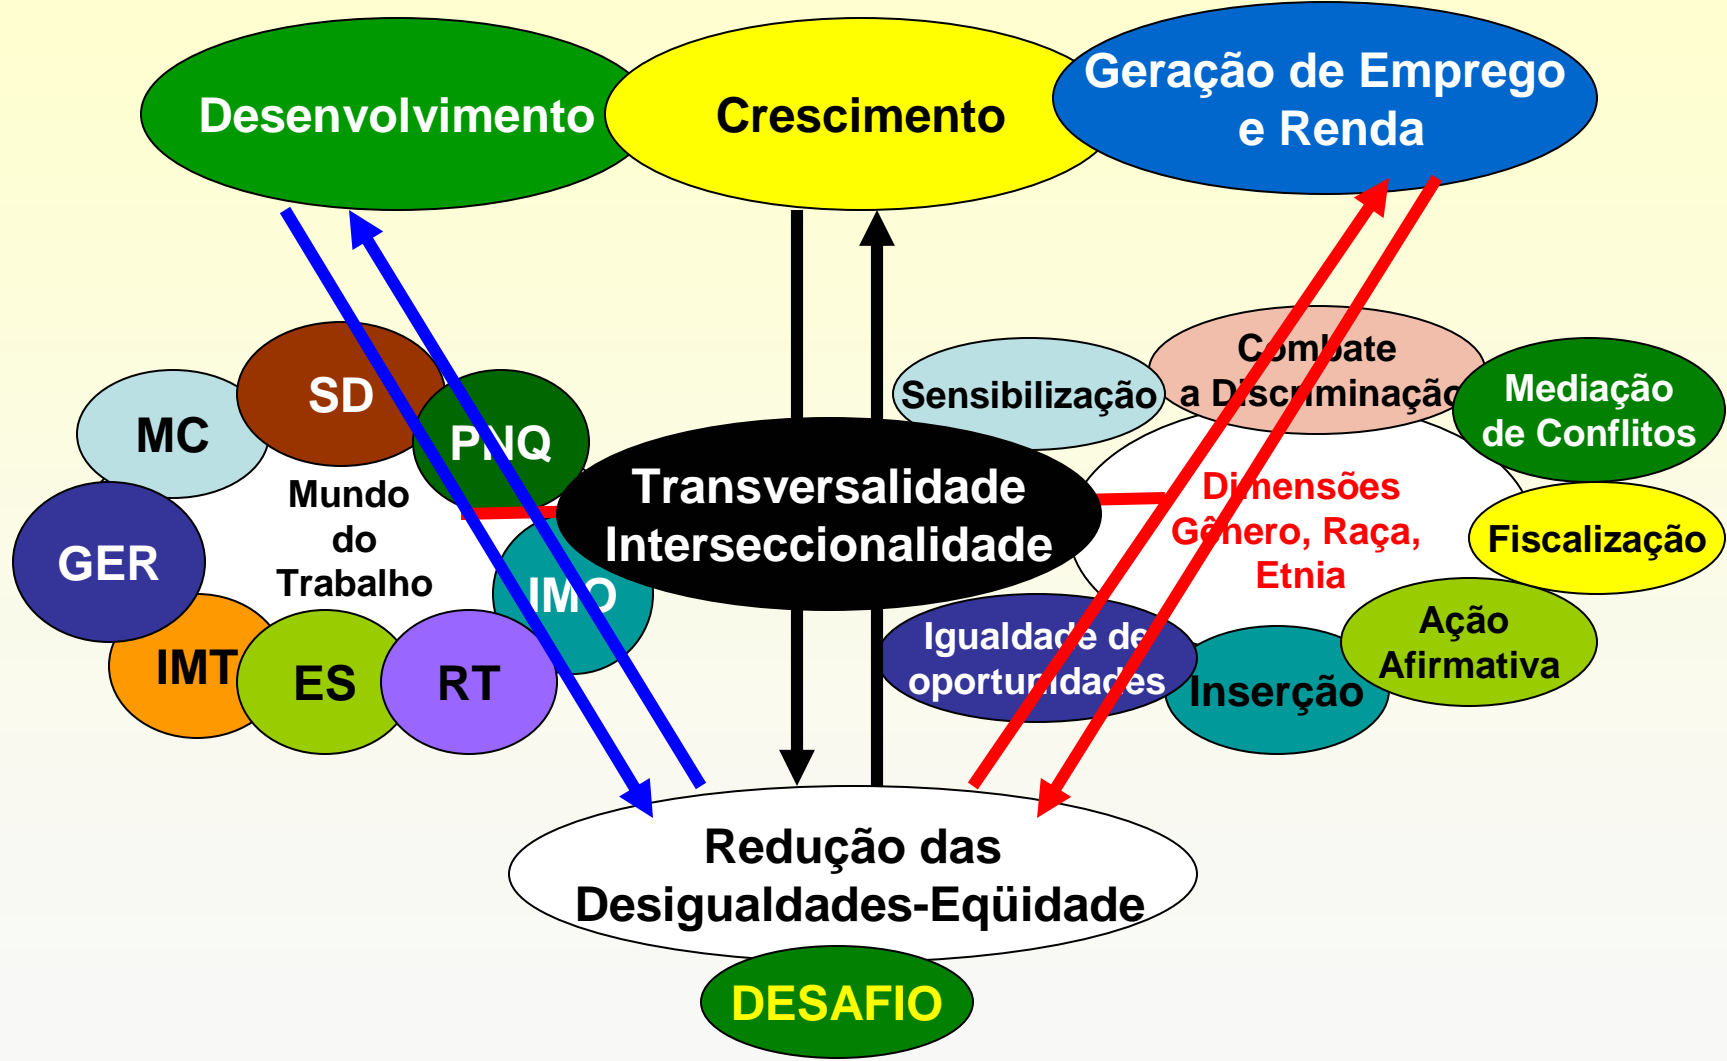 Desenvolvimento
Crescimento
Geração de Emprego
e Renda
SD
MC
PNQ
GER
Mundo
do
Trabalho
IMO
IMT
ES
RT
Transversalidade
Interseccionalidade
Sensibilização
Combate
a Discriminação
Mediação
de Conflitos
Dimensões
Gênero, Raça,
Etnia
Fiscalização
Ação
Afirmativa
Igualdade de
oportunidades
Inserção
Redução das
Desigualdades-Eqüidade
DESAFIO